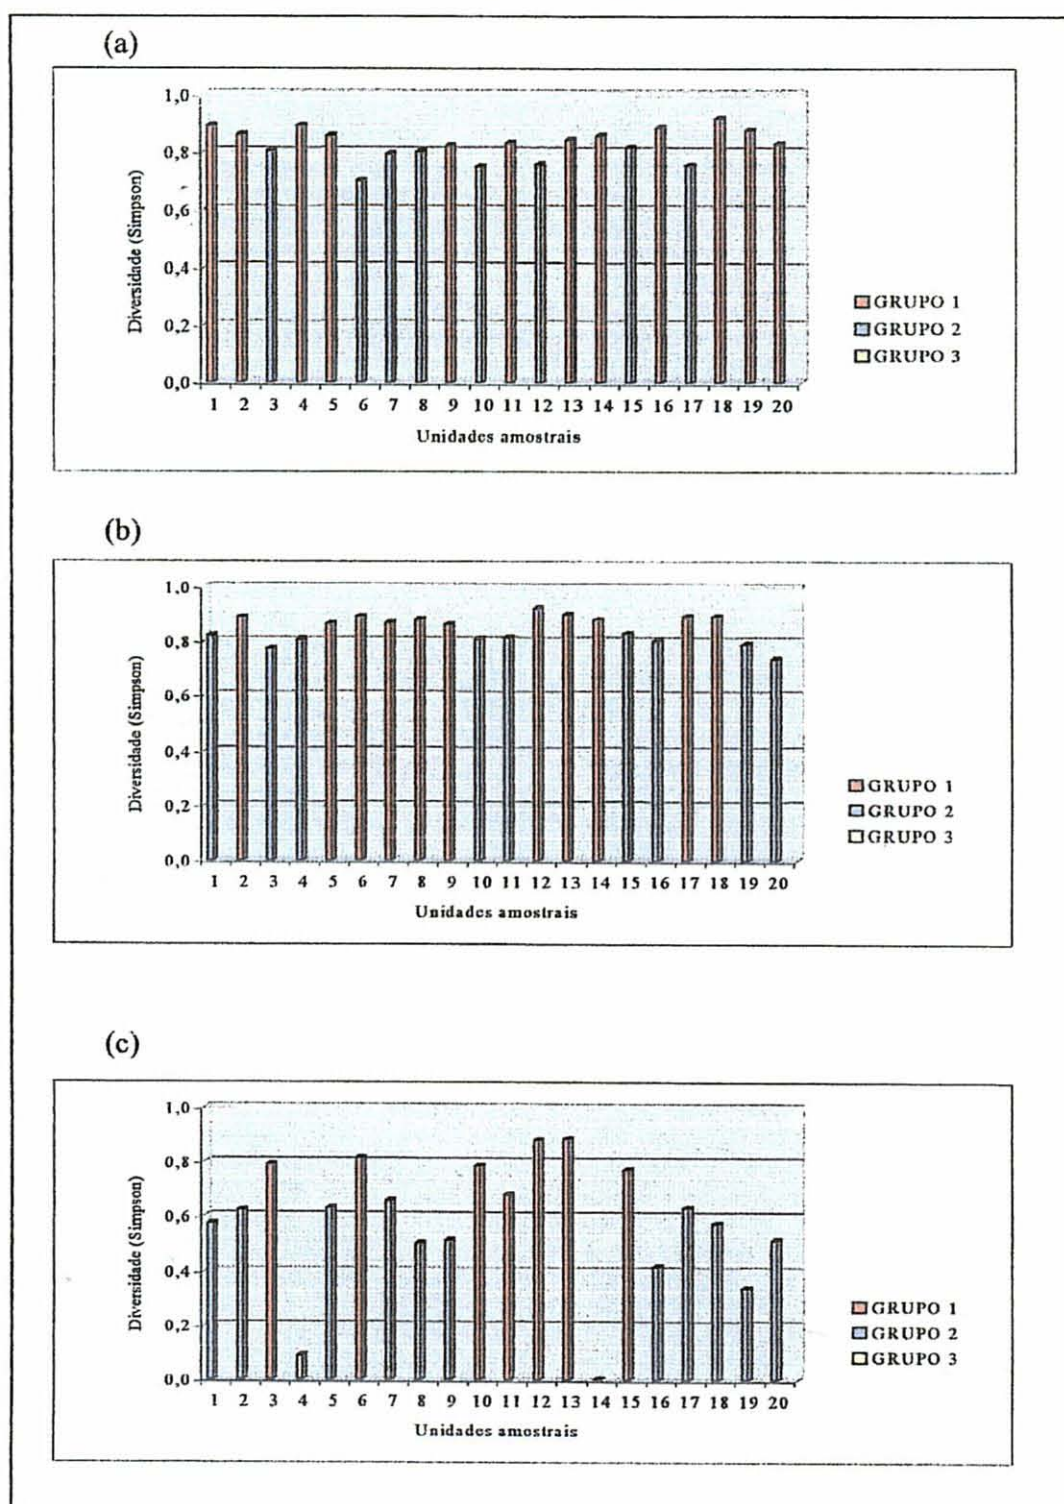 (a)
1,0
0,8
0,6
0,4
0,2
0,0
Diversidade (Simpson)
1 2 3 4 5 6 7 8 9 10 11 12 13 14 15 16 17 18 19 20
Unidades amostrais
GRUPO 1
GRUPO 2
GRUPO 3
(b)
1,0
0,8
0,6
0,4
0,2
0,0
Diversidade (Simpson)
1 2 3 4 5 6 7 8 9 10 11 12 13 14 15 16 17 18 19 20
Unidades amostrais
GRUPO 1
GRUPO 2
GRUPO 3
(c)
1,0
0,8
0,6
0,4
0,2
0,0
Diversidade (Simpson)
1 2 3 4 5 6 7 8 9 10 11 12 13 14 15 16 17 18 19 20
Unidades amostrais
GRUPO 1
GRUPO 2
GRUPO 3